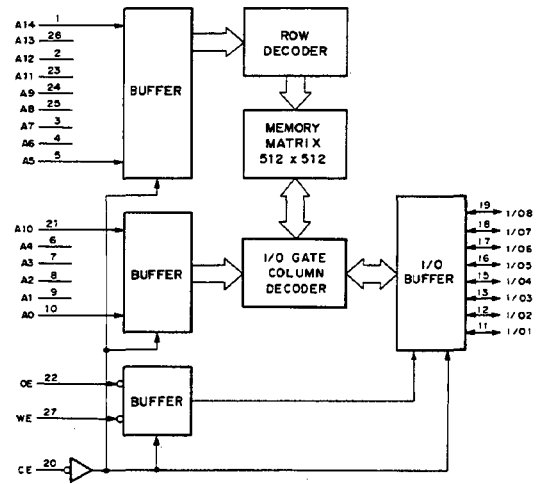 A14 1
A13 26
A12 2
A11 23
A9 24
A8 25
A7 3
A6 4
A5 5
BUFFER
ROW
DECODER
MEMORY
MATRIX
512 x 512
A10 21
A4 6
A3 7
A2 8
A1 9
A0 10
BUFFER
I/O GATE
COLUMN
DECODER
I/O
BUFFER
19 I/O8
18 I/O7
17 I/O6
16 I/O5
15 I/O4
13 I/O3
12 I/O2
11 I/O1
OE 22
WE 27
BUFFER
CE 20